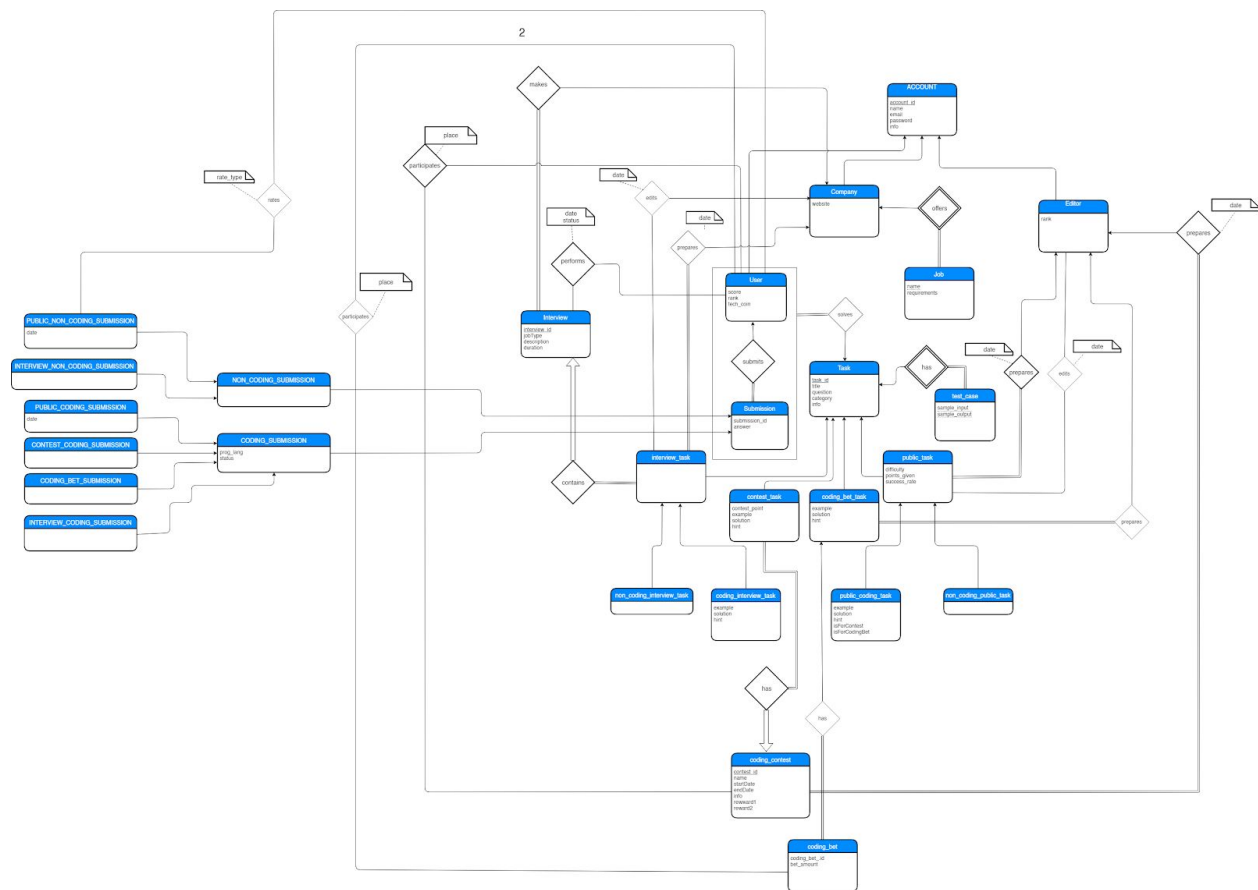 2
ACCOUNT
account_id
name
email
password
info
makes
place
participates
rate_type
rates
date
edits
date
prepares
Company
website
offers
Job
name
requirements
Editor
rank
prepares
date
date
status
performs
User
score
rank
tech_coin
place
participates
Interview
interview_id
jobType
description
duration
solves
submits
Task
task_id
title
question
category
info
has
test_case
sample_input
sample_output
date
prepares
date
edits
PUBLIC_NON_CODING_SUBMISSION
date
INTERVIEW_NON_CODING_SUBMISSION
NON_CODING_SUBMISSION
PUBLIC_CODING_SUBMISSION
date
CONTEST_CODING_SUBMISSION
CODING_BET_SUBMISSION
INTERVIEW_CODING_SUBMISSION
CODING_SUBMISSION
prog_lang
status
Submission
submission_id
answer
interview_task
contains
contest_task
contest_point
example
solution
hint
coding_bet_task
example
solution
hint
public_task
difficulty
points_given
success_rate
prepares
non_coding_interview_task
coding_interview_task
example
solution
hint
public_coding_task
example
solution
hint
isForContest
isForCodingBet
non_coding_public_task
has
has
coding_contest
contest_id
name
startDate
endDate
info
reward2
coding_bet
coding_bet_id
bet_amount